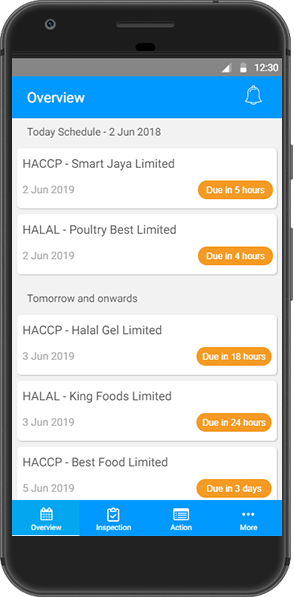 12:30
Overview
Today Schedule - 2 Jun 2018
HACCP - Smart Jaya Limited
2 Jun 2019 Due in 5 hours
HALAL - Poultry Best Limited
2 Jun 2019 Due in 4 hours
Tomorrow and onwards
HACCP - Halal Gel Limited
3 Jun 2019 Due in 18 hours
HALAL - King Foods Limited
3 Jun 2019 Due in 24 hours
HACCP - Best Food Limited
5 Jun 2019 Due in 3 days
Overview Inspection Action More